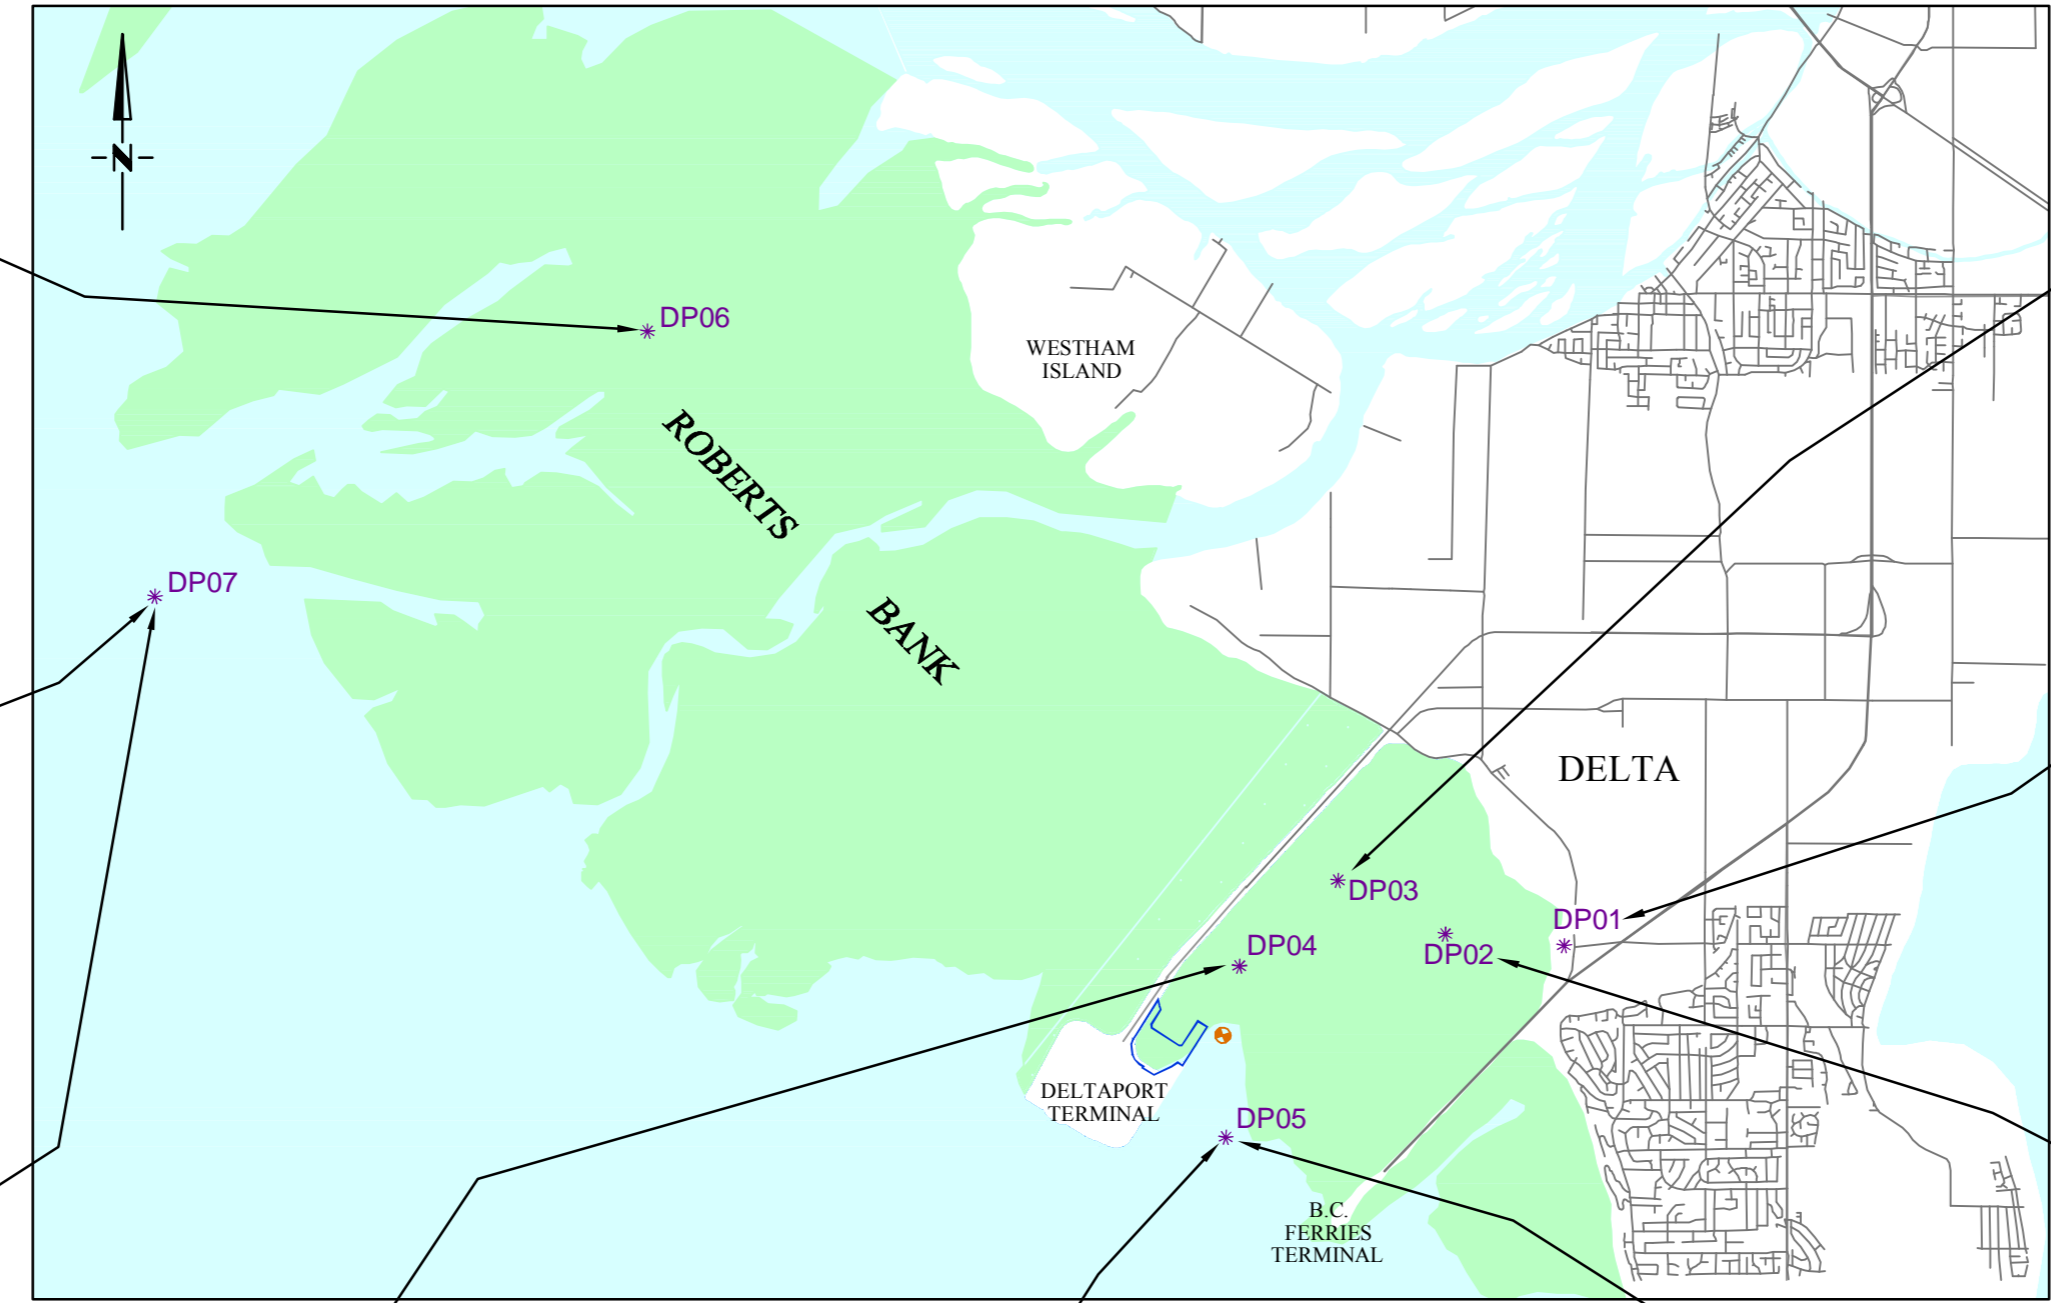 N
DP06
WESTHAM
ISLAND
ROBERTS
BANK
DP07
DELTA
DP03
DP01
DP02
DP04
DELTAPORT
TERMINAL
DP05
B.C.
FERRIES
TERMINAL